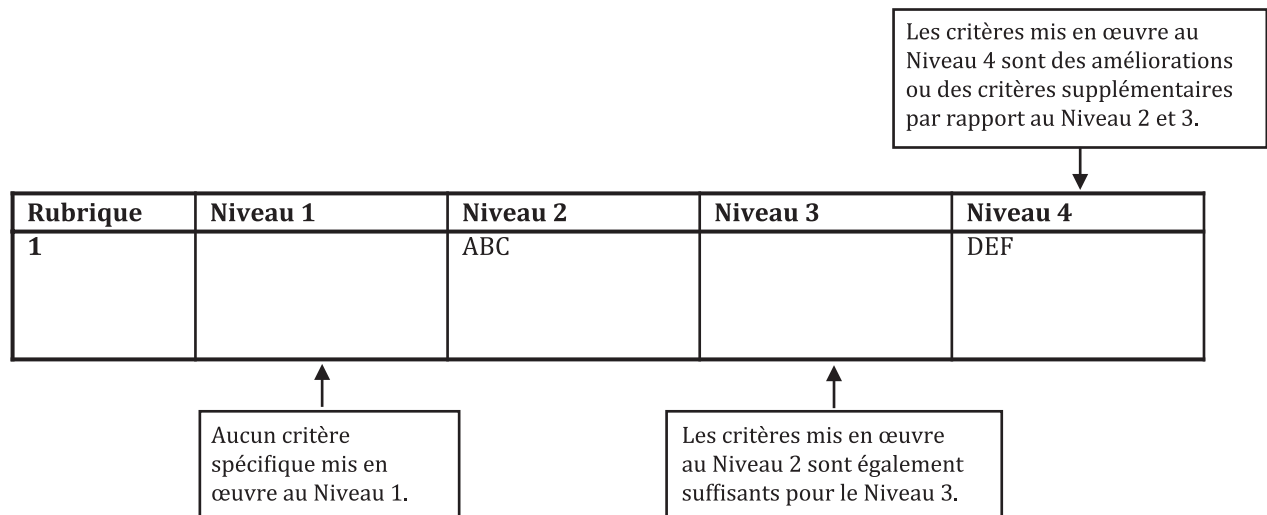 Les critères mis en œuvre au
Niveau 4 sont des améliorations
ou des critères supplémentaires
par rapport au Niveau 2 et 3.
Rubrique Niveau 1 Niveau 2 Niveau 3 Niveau 4
1 ABC DEF
Aucun critère
spécifique mis en
œuvre au Niveau 1.
Les critères mis en œuvre
au Niveau 2 sont également
suffisants pour le Niveau 3.